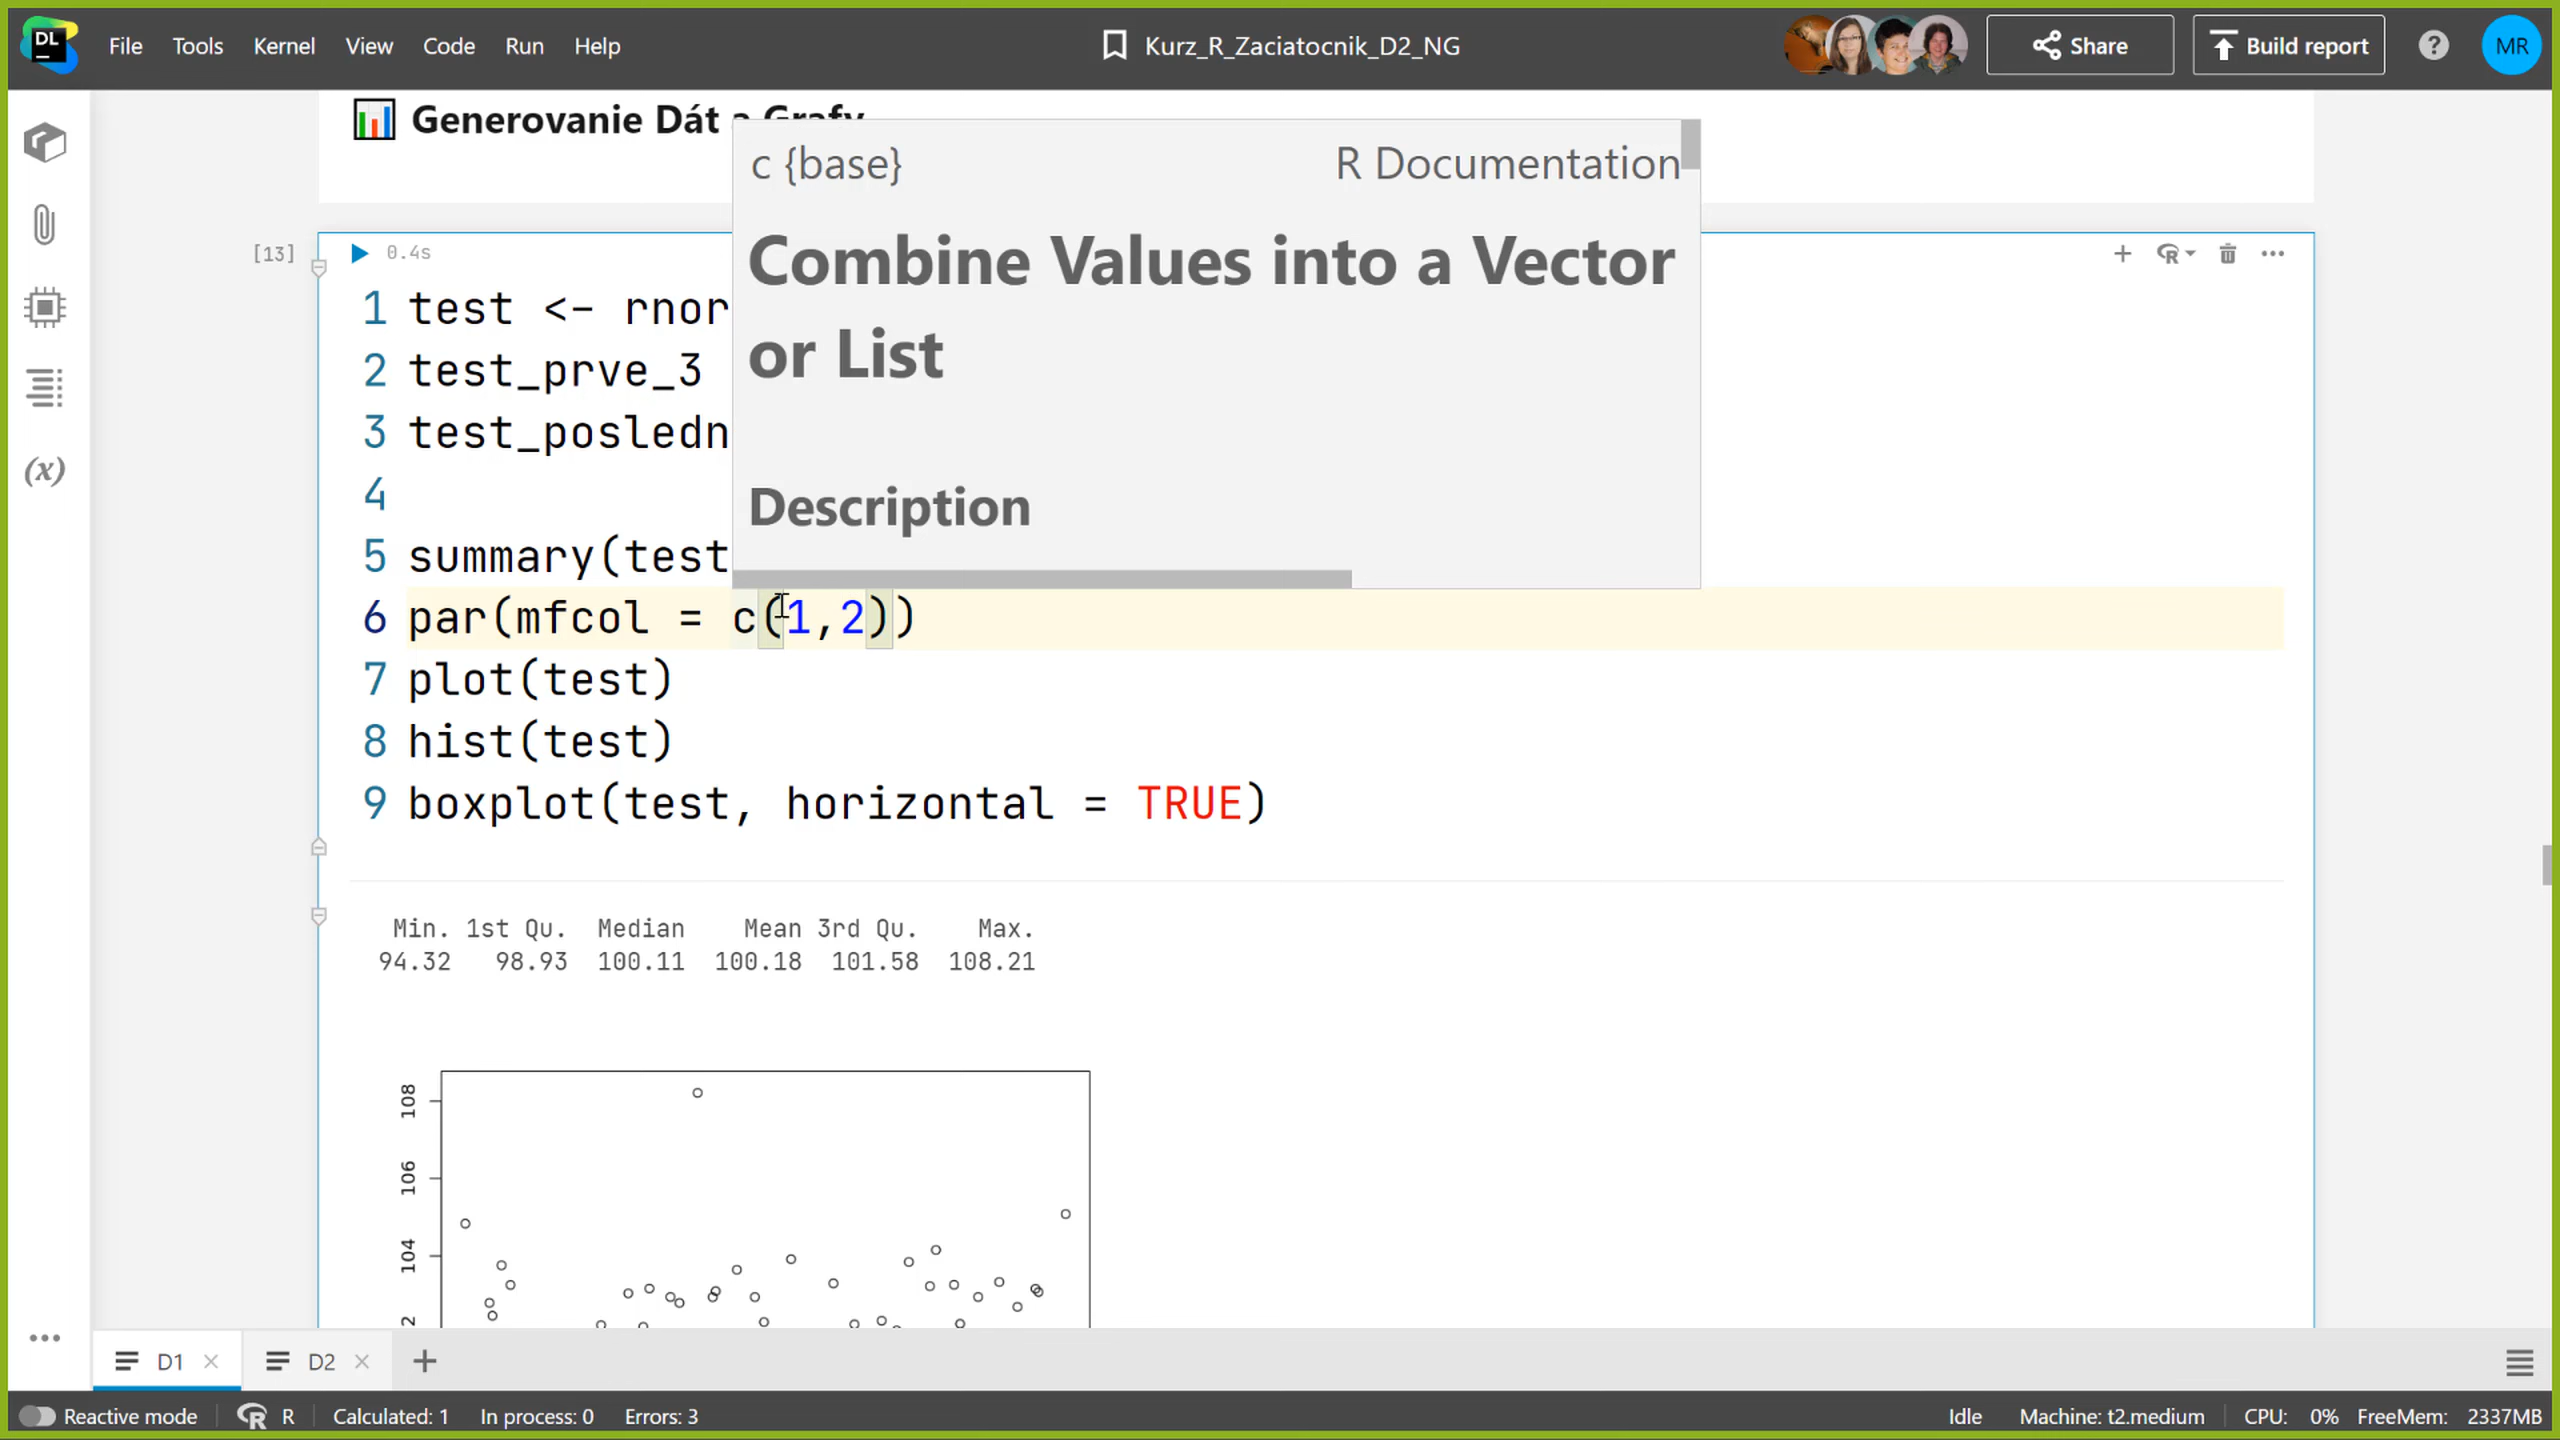 DL
File Tools Kernel View Code Run Help
Kurz_R_Zaciatocnik_D2_NG
Share
Build report
?
MR
Generovanie Dát a Grafy
c {base} R Documentation
Combine Values into a Vector
or List
Description
[13]
0.4s
1 test <- rnor
2 test_prve_3
3 test_posledn
4
5 summary(test
6 par(mfcol = c(1,2))
7 plot(test)
8 hist(test)
9 boxplot(test, horizontal = TRUE)
(x)
Min. 1st Qu. Median Mean 3rd Qu. Max.
94.32 98.93 100.11 100.18 101.58 108.21
108
106
104
2
D1
D2
Reactive mode
R
Calculated: 1
In process: 0
Errors: 3
Idle
Machine: t2.medium
CPU: 0%
FreeMem: 2337MB